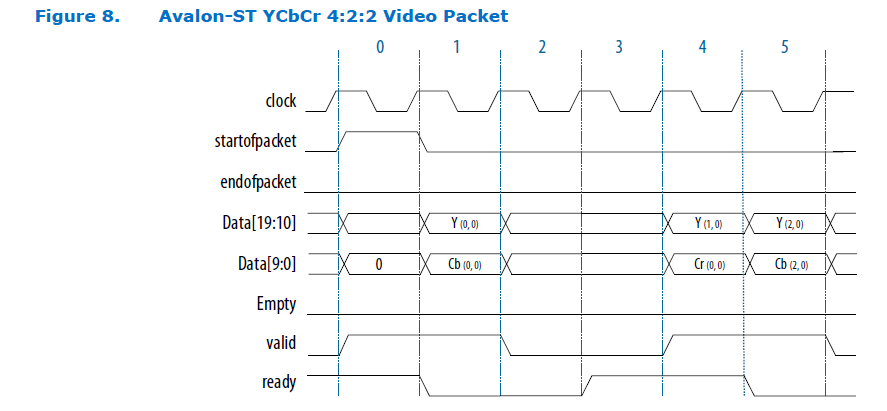 Figure 8. Avalon-ST YCbCr 4:2:2 Video Packet
0 1 2 3 4 5
clock
startofpacket
endofpacket
Data[19:10] Y (0, 0) Y (1, 0) Y (2, 0)
Data[9:0] 0 Cb (0, 0) Cr (0, 0) Cb (2, 0)
Empty
valid
ready